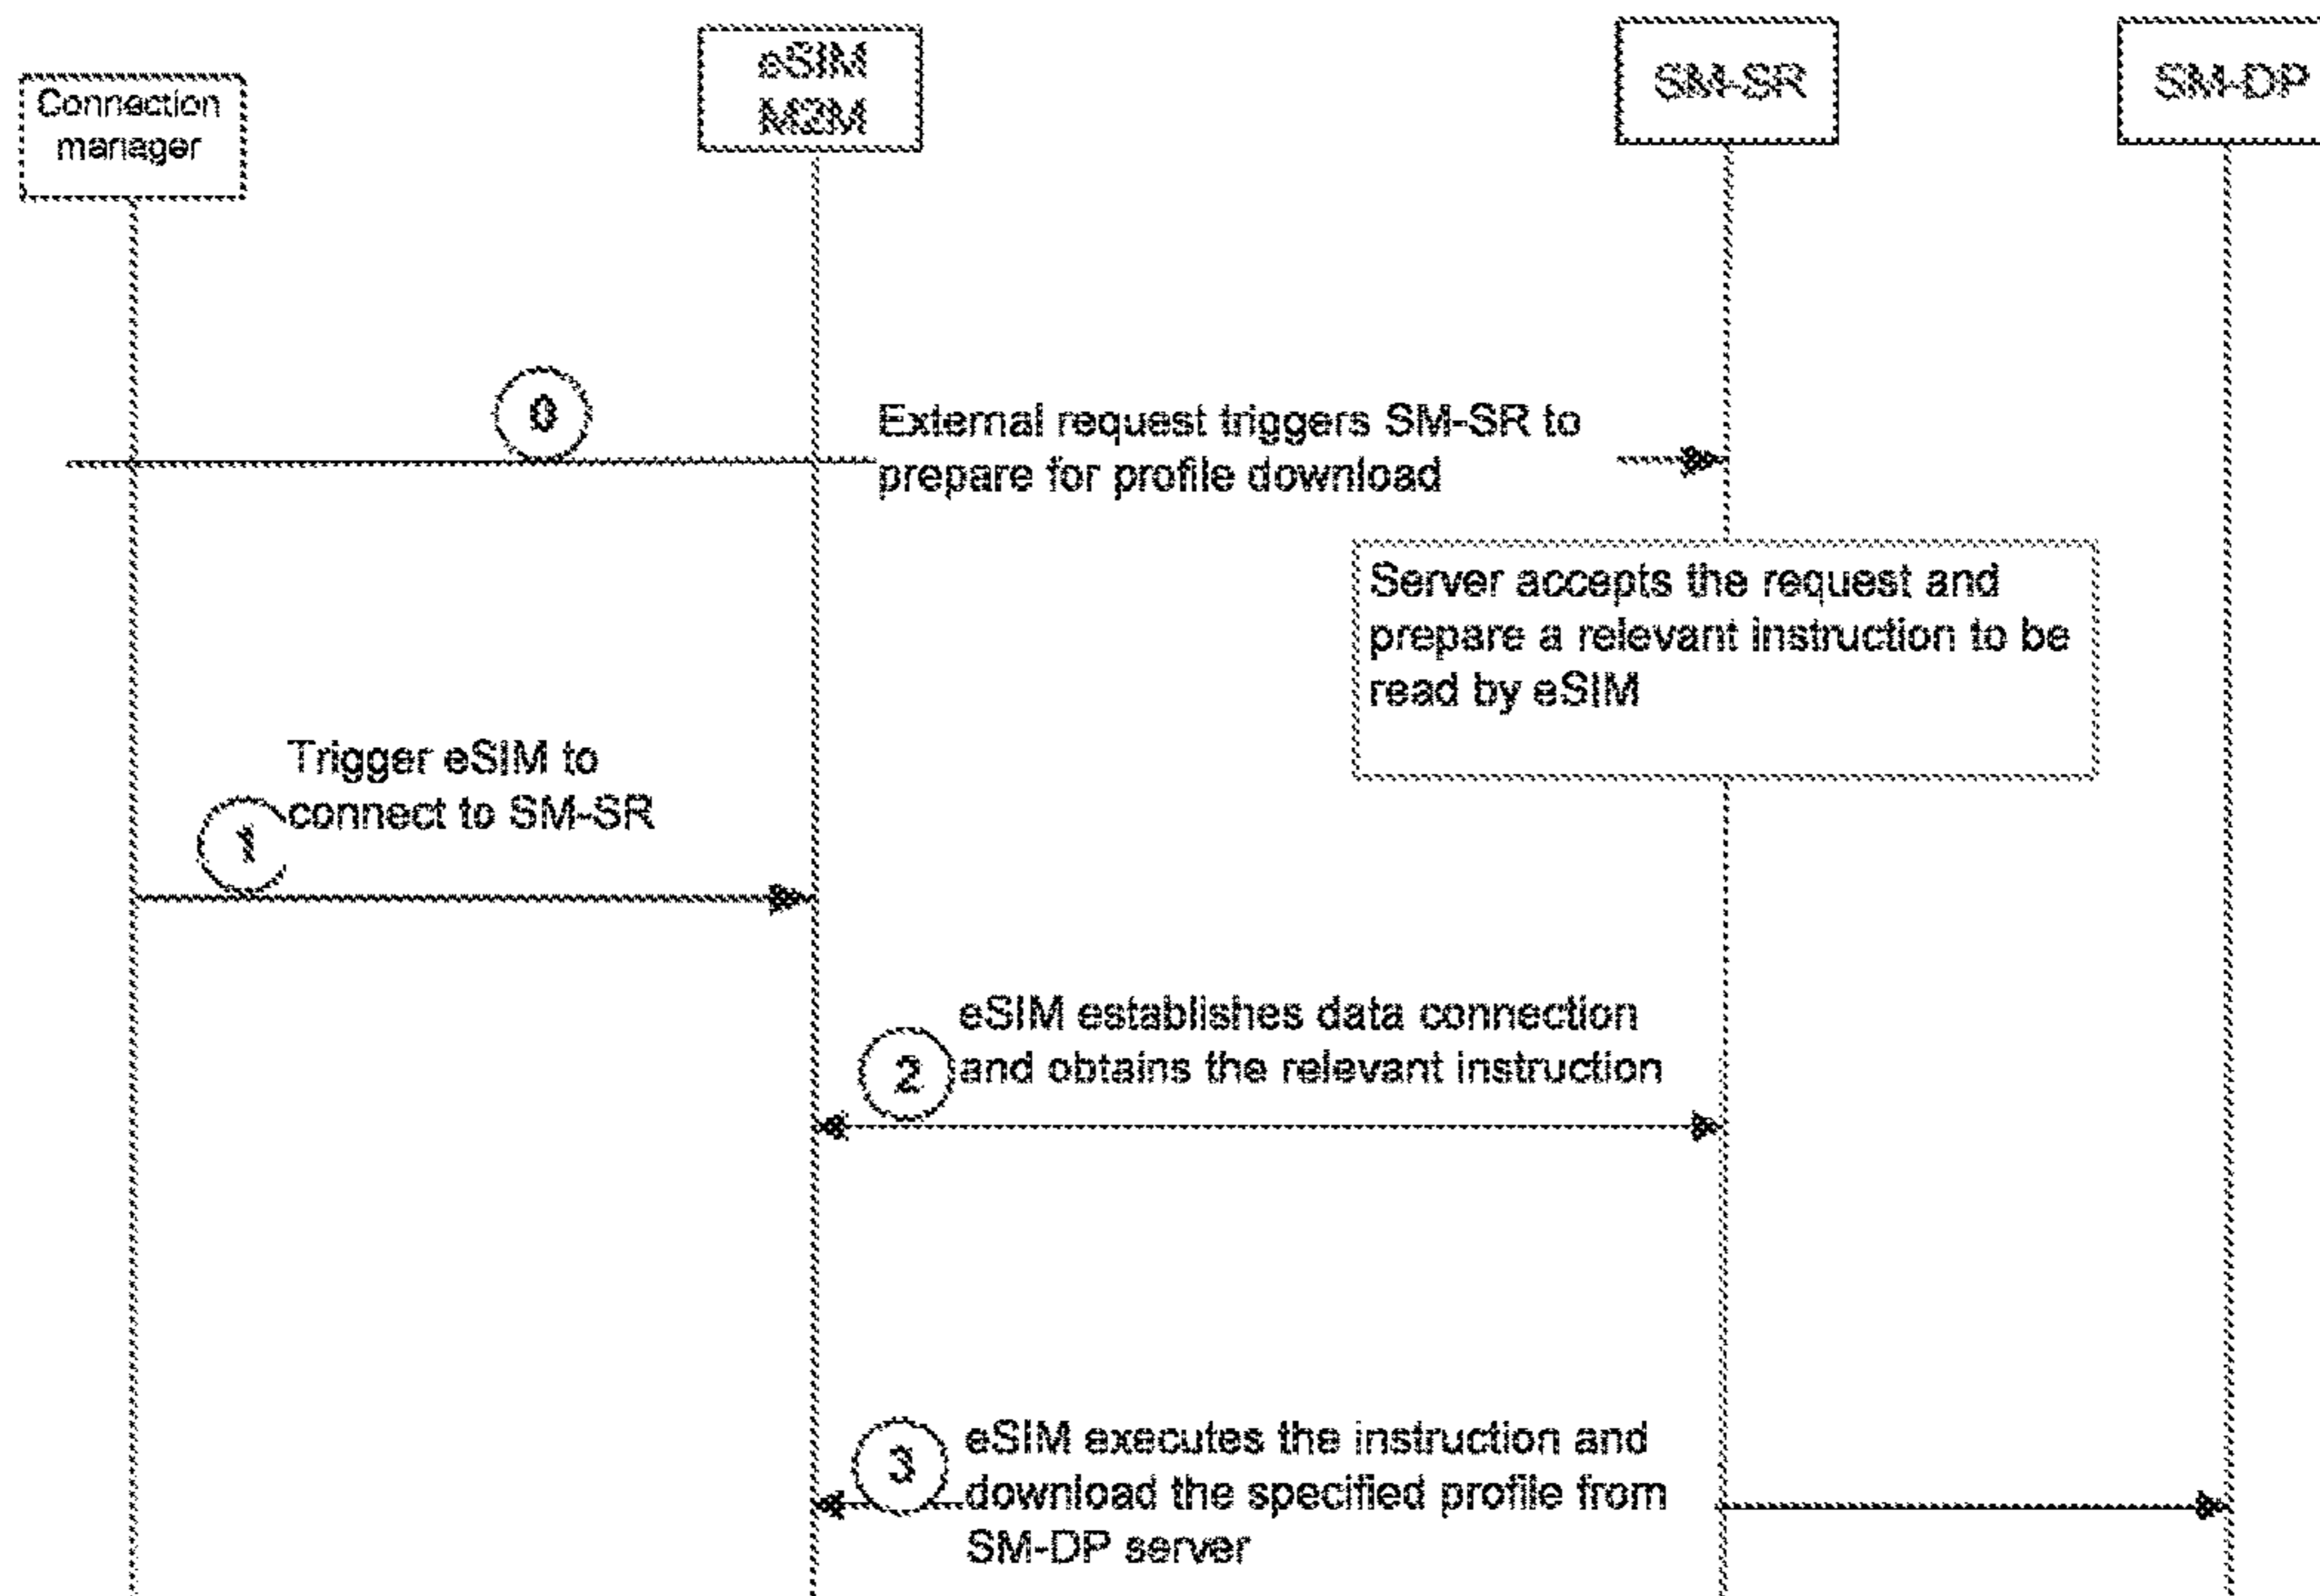 Connection
manager
eSIM
M2M
SM-SR
SM-DP
0
External request triggers SM-SR to
prepare for profile download
Server accepts the request and
prepare a relevant instruction to be
read by eSIM
Trigger eSIM to
connect to SM-SR
1
eSIM establishes data connection
and obtains the relevant instruction
2
3
eSIM executes the instruction and
download the specified profile from
SM-DP server